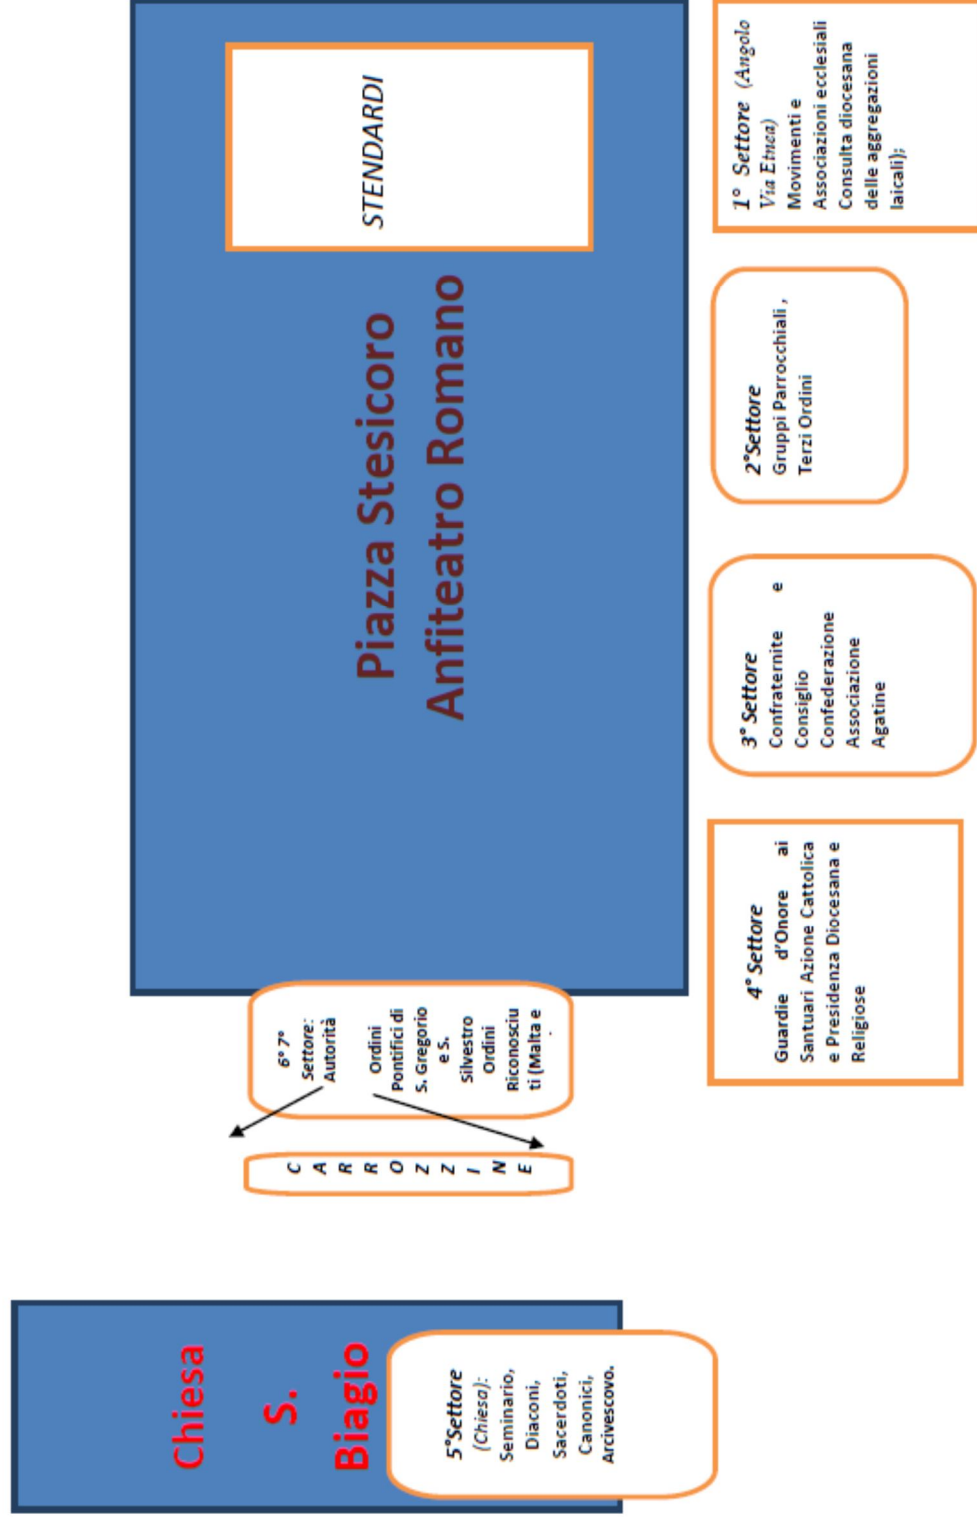 Chiesa
S.
Biagio
5°Settore
(Chiesa):
Seminario,
Diaconi,
Sacerdoti,
Canonici,
Arcivescovo.
C
A
R
R
O
Z
Z
I
N
E
6° 7°
Settore:
Autorità
Ordini
Pontifici di
S. Gregorio
e S.
Silvestro
Ordini
Riconosciu
ti (Malta e
Piazza Stesicoro
Anfiteatro Romano
STENDARDI
4° Settore
Guardie d'Onore ai
Santuari Azione Cattolica
e Presidenza Diocesana e
Religiose
3° Settore
Confraternite e
Consiglio
Confederazione
Associazione
Agatine
2°Settore
Gruppi Parrocchiali ,
Terzi Ordini
1° Settore (Angolo
Via Etnea)
Movimenti e
Associazioni ecclesiali
Consulta diocesana
delle aggregazioni
laicali);